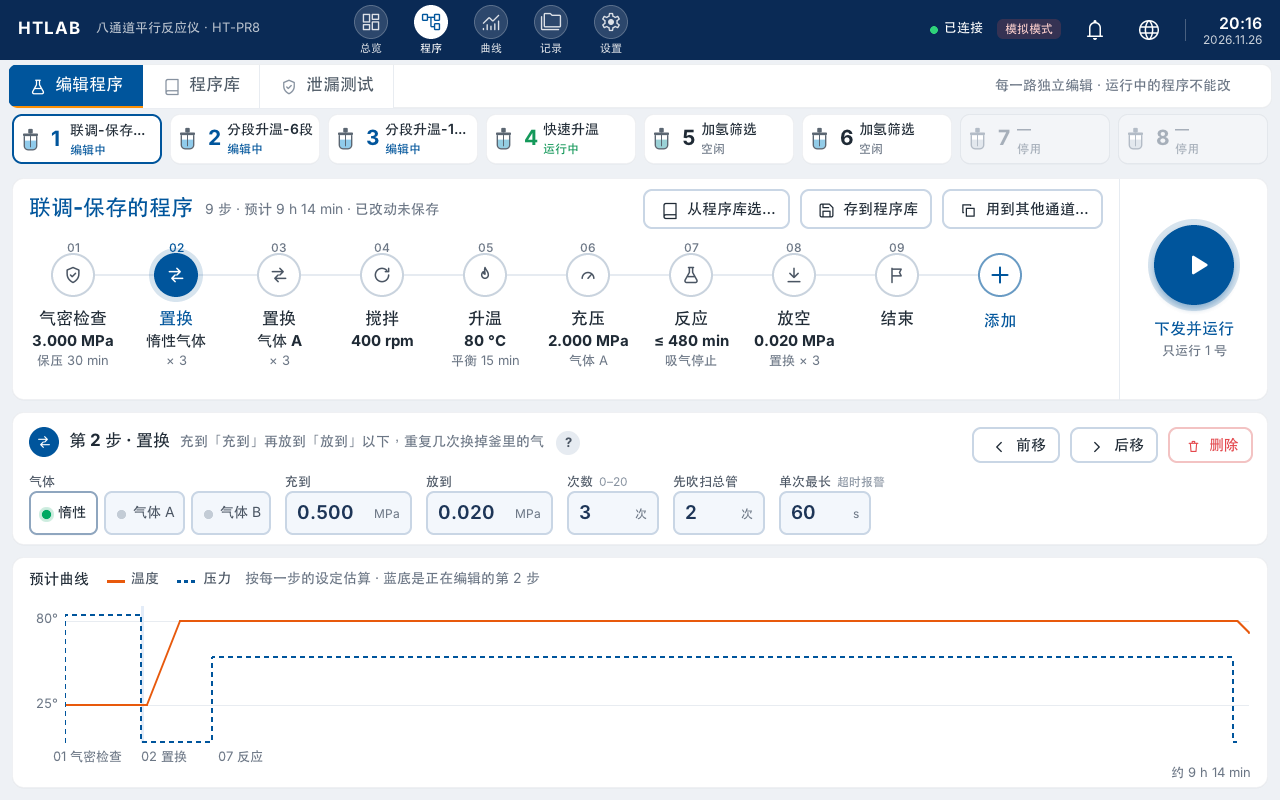 HTLAB 八通道平行反应仪 · HT-PR8
总览 程序 曲线 记录 设置
已连接 模拟模式 20:16
2026.11.26
编辑程序 程序库 泄漏测试 每一路独立编辑 · 运行中的程序不能改
1 联调-保存... 编辑中
2 分段升温-6段 编辑中
3 分段升温-1... 编辑中
4 快速升温 运行中
5 加氢筛选 空闲
6 加氢筛选 空闲
7 — 停用
8 — 停用
联调-保存的程序 9 步 · 预计 9 h 14 min · 已改动未保存
从程序库选... 存到程序库 用到其他通道...
01 02 03 04 05 06 07 08 09
气密检查 置换 置换 搅拌 升温 充压 反应 放空 结束 添加
3.000 MPa 惰性气体 气体 A 400 rpm 80 °C 2.000 MPa ≤ 480 min 0.020 MPa
保压 30 min × 3 × 3 平衡 15 min 气体 A 吸气停止 置换 × 3
下发并运行
只运行 1 号
第 2 步 · 置换 充到「充到」再放到「放到」以下，重复几次换掉釜里的气 ?
前移 后移 删除
气体 充到 放到 次数 0–20 先吹扫总管 单次最长 超时报警
惰性 气体 A 气体 B 0.500 MPa 0.020 MPa 3 次 2 次 60 s
预计曲线 温度 压力 按每一步的设定估算 · 蓝底是正在编辑的第 2 步
80°
25°
01 气密检查 02 置换 07 反应
约 9 h 14 min